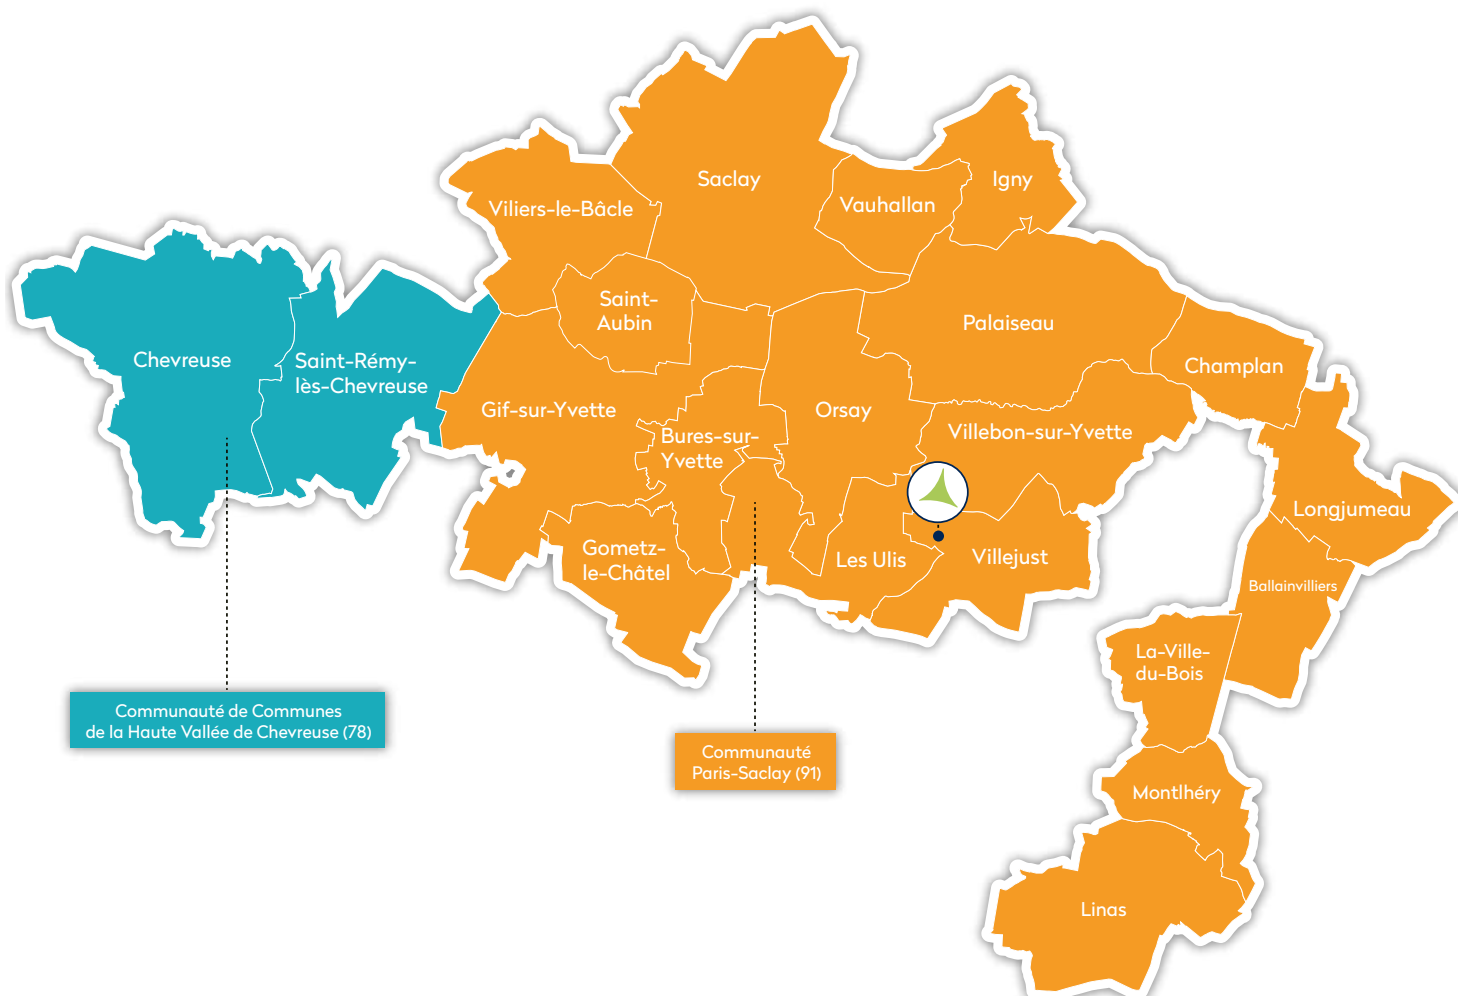 Saclay
Igny
Vauhallan
Viliers-le-Bâcle
Saint-
Aubin
Palaiseau
Chevreuse
Saint-Rémy-
lès-Chevreuse
Champlan
Gif-sur-Yvette
Orsay
Bures-sur-
Yvette
Villebon-sur-Yvette
Longjumeau
Gometz-
le-Châtel
Les Ulis
Villejust
Ballainvilliers
La-Ville-
du-Bois
Communauté de Communes
de la Haute Vallée de Chevreuse (78)
Communauté
Paris-Saclay (91)
Montlhéry
Linas